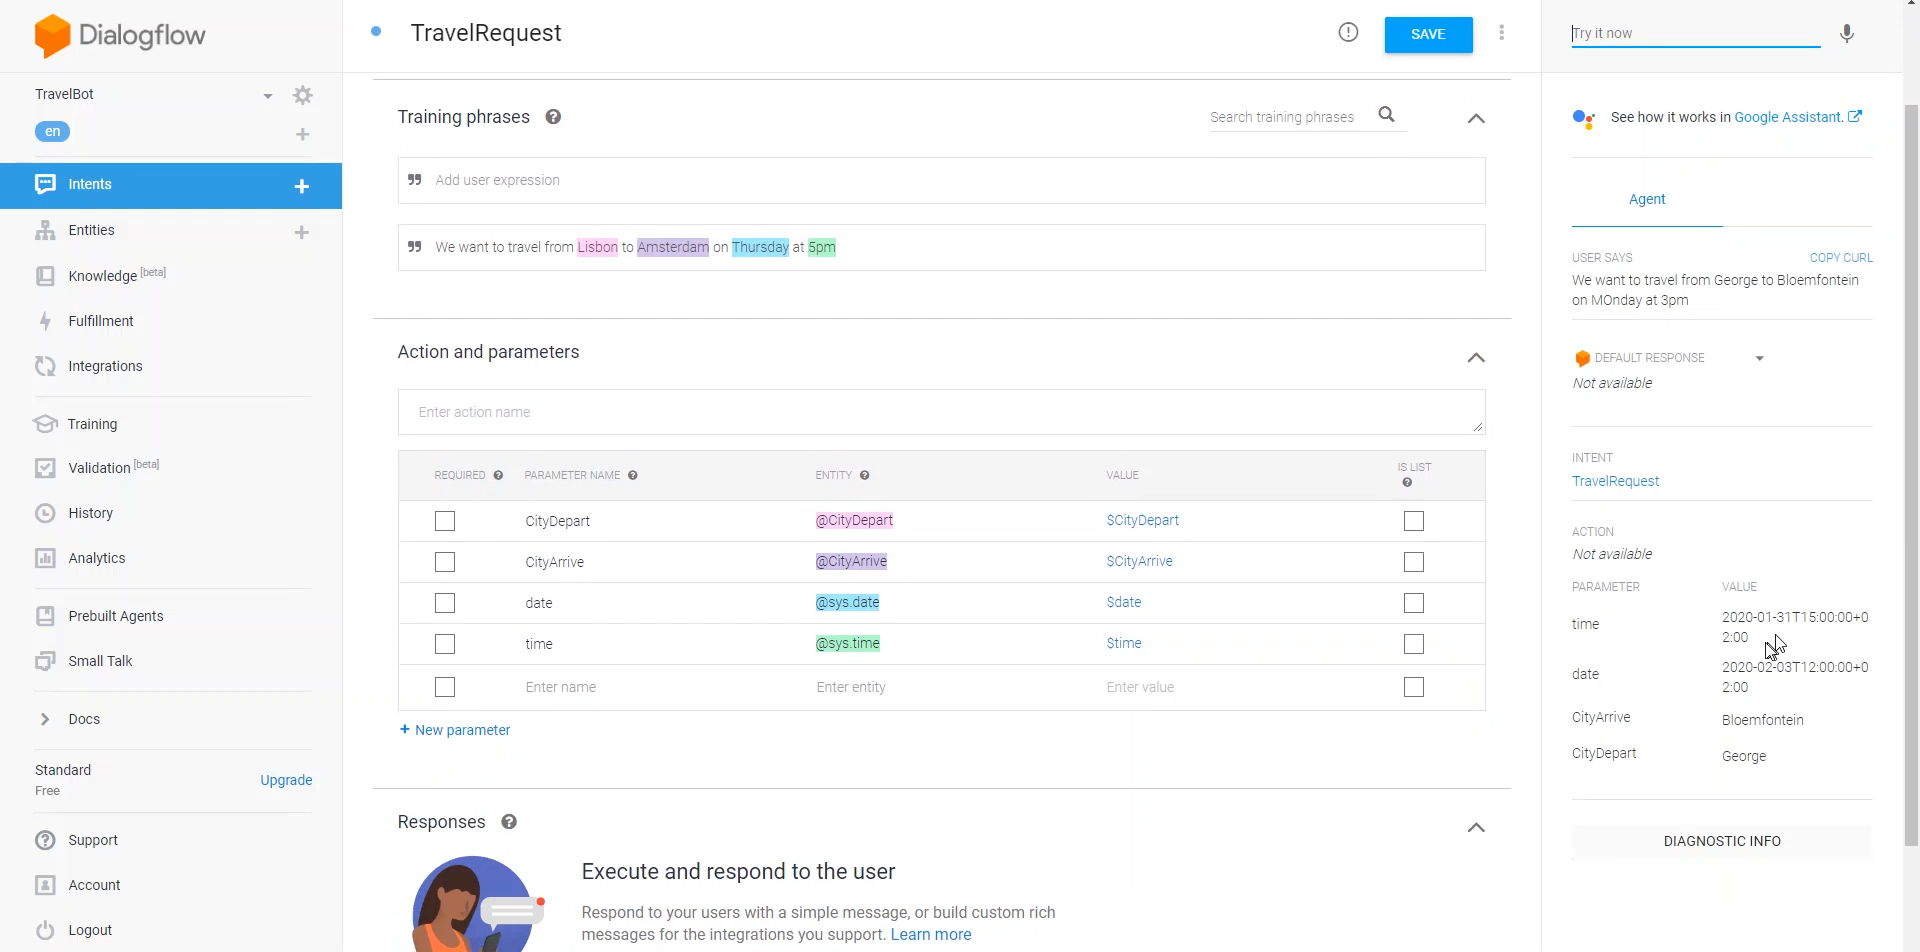 Dialogflow
TravelBot
en
Intents
Entities
Knowledge [beta]
Fulfillment
Integrations
Training
Validation [beta]
History
Analytics
Prebuilt Agents
Small Talk
Docs
Standard
Free
Upgrade
Support
Account
Logout
TravelRequest
SAVE
Training phrases
Search training phrases
Add user expression
We want to travel from Lisbon to Amsterdam on Thursday at 5pm
Action and parameters
Enter action name
REQUIRED PARAMETER NAME ENTITY VALUE IS LIST
CityDepart @CityDepart $CityDepart
CityArrive @CityArrive $CityArrive
date @sys.date $date
time @sys.time $time
Enter name Enter entity Enter value
+ New parameter
Responses
Execute and respond to the user
Respond to your users with a simple message, or build custom rich
messages for the integrations you support. Learn more
Try it now
See how it works in Google Assistant.
Agent
USER SAYS COPY CURL
We want to travel from George to Bloemfontein
on MOnday at 3pm
DEFAULT RESPONSE
Not available
INTENT
TravelRequest
ACTION
Not available
PARAMETER VALUE
time 2020-01-31T15:00:00+0
2:00
date 2020-02-03T12:00:00+0
2:00
CityArrive Bloemfontein
CityDepart George
DIAGNOSTIC INFO